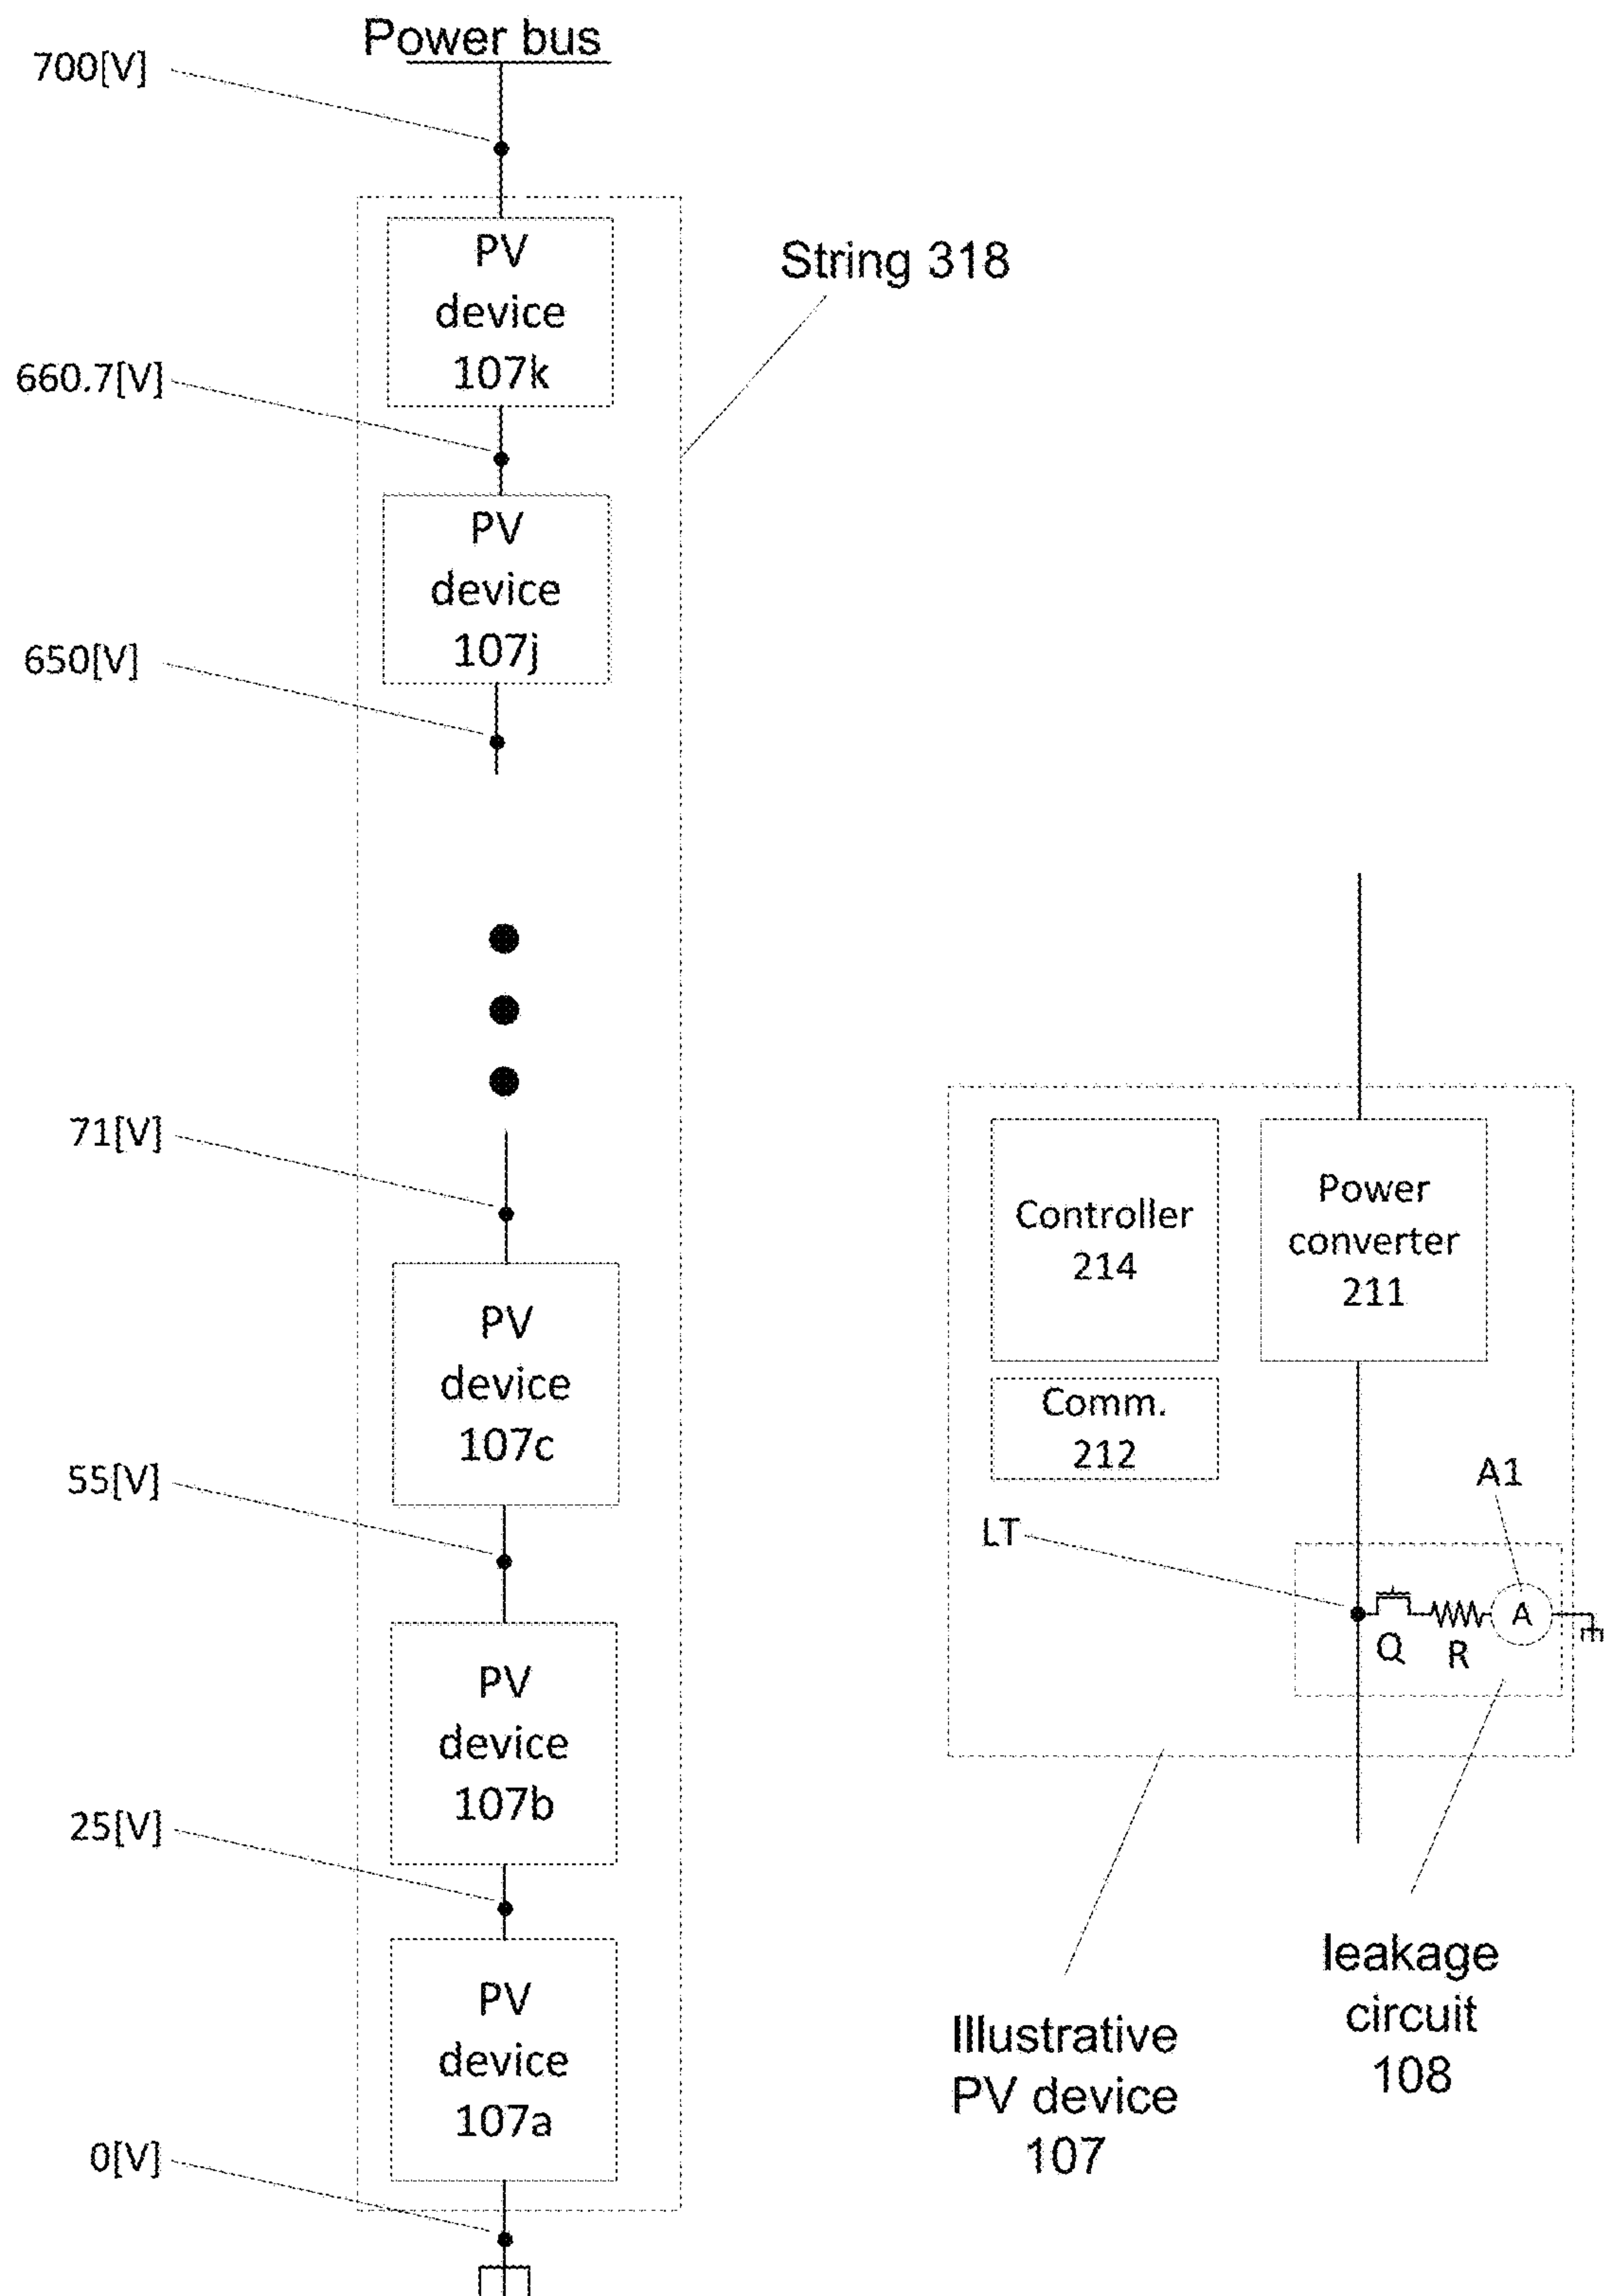 Power bus
700[V]
PV
device
107k
String 318
660.7[V]
PV
device
107j
650[V]
71[V]
PV
device
107c
55[V]
PV
device
107b
25[V]
PV
device
107a
0[V]
Controller
214
Power
converter
211
Comm.
212
A1
LT
Q
R
A
leakage
circuit
108
Illustrative
PV device
107